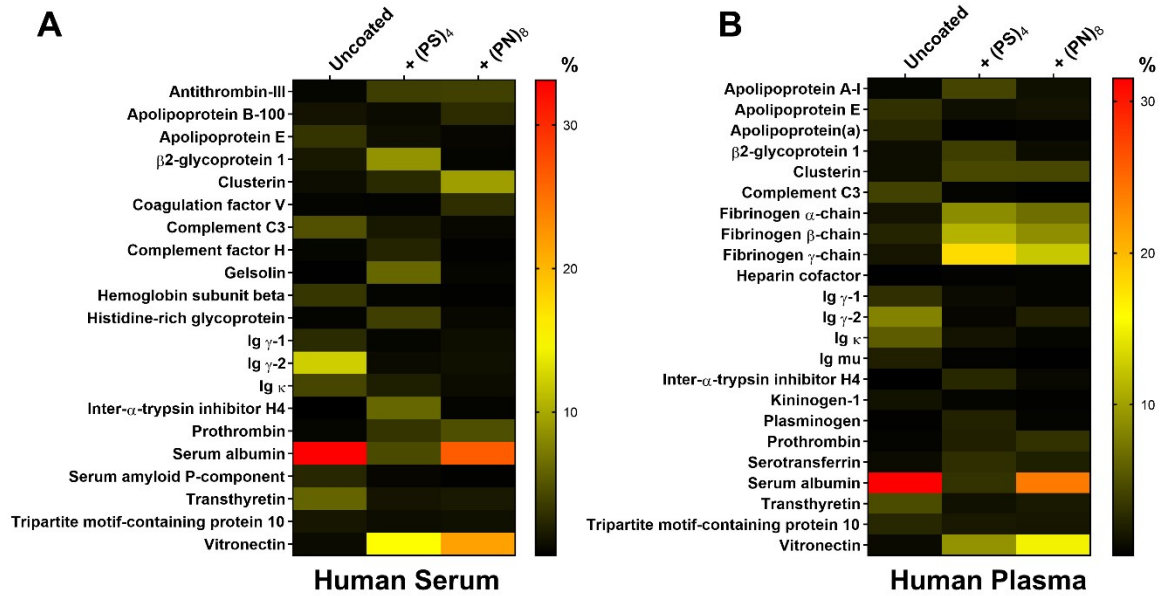 A
Uncoated
+ (PS)4
+ (PN)8
%
Antithrombin-III
Apolipoprotein B-100
Apolipoprotein E
β2-glycoprotein 1
Clusterin
Coagulation factor V
Complement C3
Complement factor H
Gelsolin
Hemoglobin subunit beta
Histidine-rich glycoprotein
Ig γ-1
Ig γ-2
Ig κ
Inter-α-trypsin inhibitor H4
Prothrombin
Serum albumin
Serum amyloid P-component
Transthyretin
Tripartite motif-containing protein 10
Vitronectin
30
20
10
Human Serum
B
Uncoated
+ (PS)4
+ (PN)8
%
Apolipoprotein A-I
Apolipoprotein E
Apolipoprotein(a)
β2-glycoprotein 1
Clusterin
Complement C3
Fibrinogen α-chain
Fibrinogen β-chain
Fibrinogen γ-chain
Heparin cofactor
Ig γ-1
Ig γ-2
Ig κ
Ig mu
Inter-α-trypsin inhibitor H4
Kininogen-1
Plasminogen
Prothrombin
Serotransferrin
Serum albumin
Transthyretin
Tripartite motif-containing protein 10
Vitronectin
30
20
10
Human Plasma